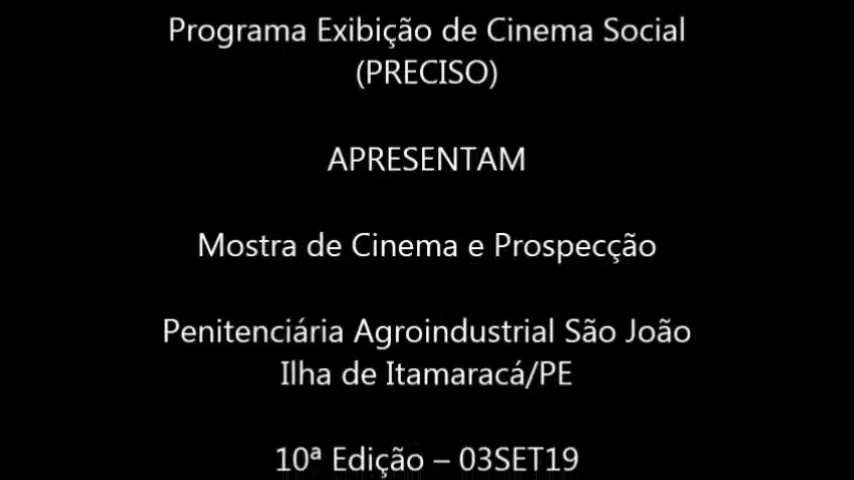 Programa Exibição de Cinema Social
(PRECISO)
APRESENTAM
Mostra de Cinema e Prospecção
Penitenciária Agroindustrial São João
Ilha de Itamaracá/PE
10ª Edição – 03SET19